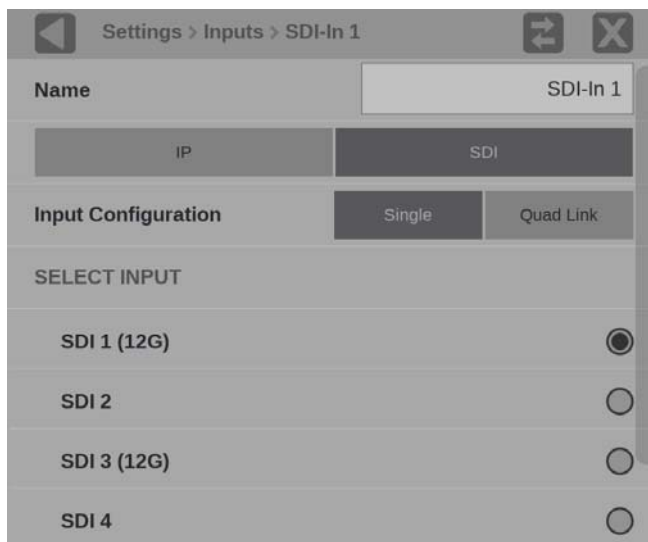 Settings > Inputs > SDI-In 1
Name
SDI-In 1
IP
SDI
Input Configuration
Single
Quad Link
SELECT INPUT
SDI 1 (12G)
SDI 2
SDI 3 (12G)
SDI 4